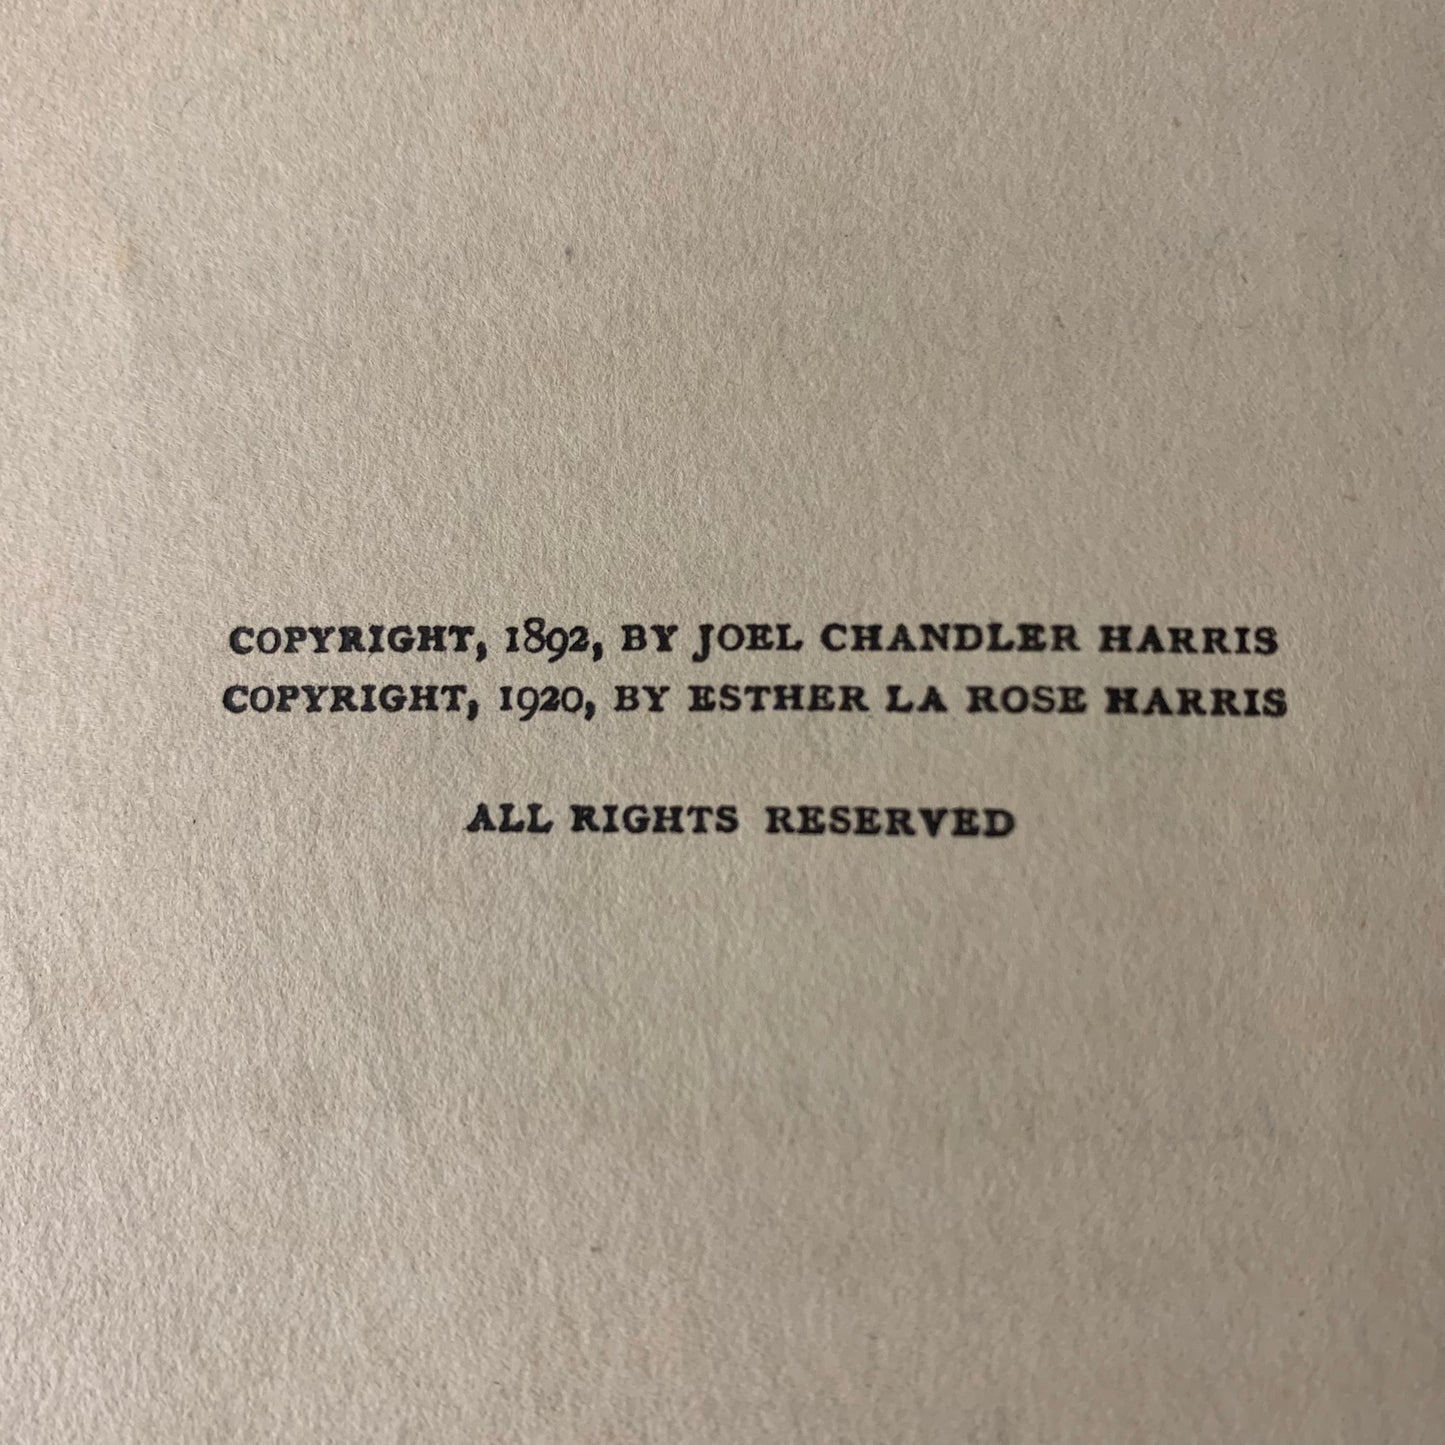 COPYRIGHT, 1892, BY JOEL CHANDLER HARRIS
COPYRIGHT, 1920, BY ESTHER LA ROSE HARRIS
ALL RIGHTS RESERVED